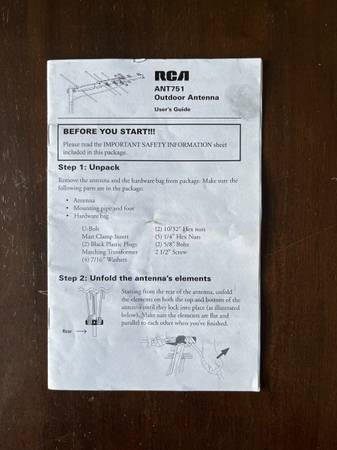 RCA
ANT751
Outdoor Antenna
User's Guide
BEFORE YOU START!!!
Please read the IMPORTANT SAFETY INFORMATION sheet
included in this package.
Step 1: Unpack
Remove the antenna and the hardware bag from package. Make sure the
following parts are in the package:
• Antenna
• Mounting pipe and foot
• Hardware bag
U-Bolt (2) 10/32" Hex nuts
Mast Clamp Insert (5) 1/4" Hex Nuts
(2) Black Plastic Plugs (2) 5/8" Bolts
Matching Transformer 2 1/2" Screw
(4) 7/16" Washers
Step 2: Unfold the antenna's elements
Starting from the rear of the antenna, unfold
the elements on both the top and bottom of the
antenna until they lock into place (as illustrated
below). Make sure the elements are flat and
parallel to each other when you've finished.
Rear